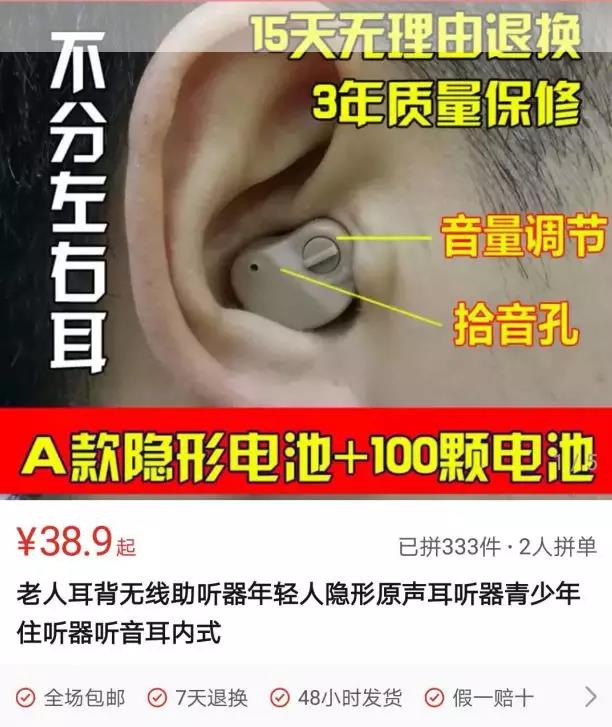 15天无理由退换
3年质量保修
不分左右耳
音量调节
拾音孔
A款隐形电池+100颗电池
¥38.9起
已拼333件·2人拼单
老人耳背无线助听器年轻人隐形原声耳听器青少年
住听器听音耳内式
全场包邮 7天退换 48小时发货 假一赔十